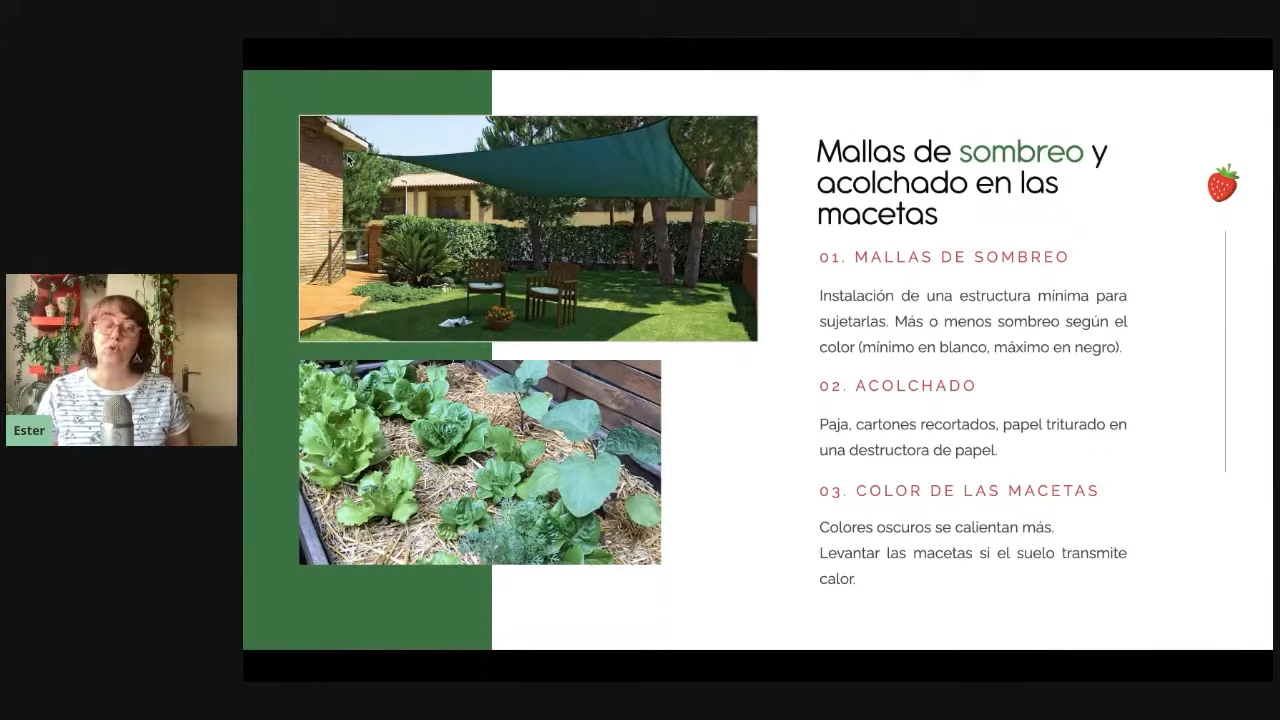 Mallas de sombreo y
acolchado en las
macetas
01. MALLAS DE SOMBREO
Instalación de una estructura mínima para
sujetarlas. Más o menos sombreo según el
color (mínimo en blanco, máximo en negro).
02. ACOLCHADO
Paja, cartones recortados, papel triturado en
una destructora de papel.
03. COLOR DE LAS MACETAS
Colores oscuros se calientan más.
Levantar las macetas si el suelo transmite
calor.
Ester